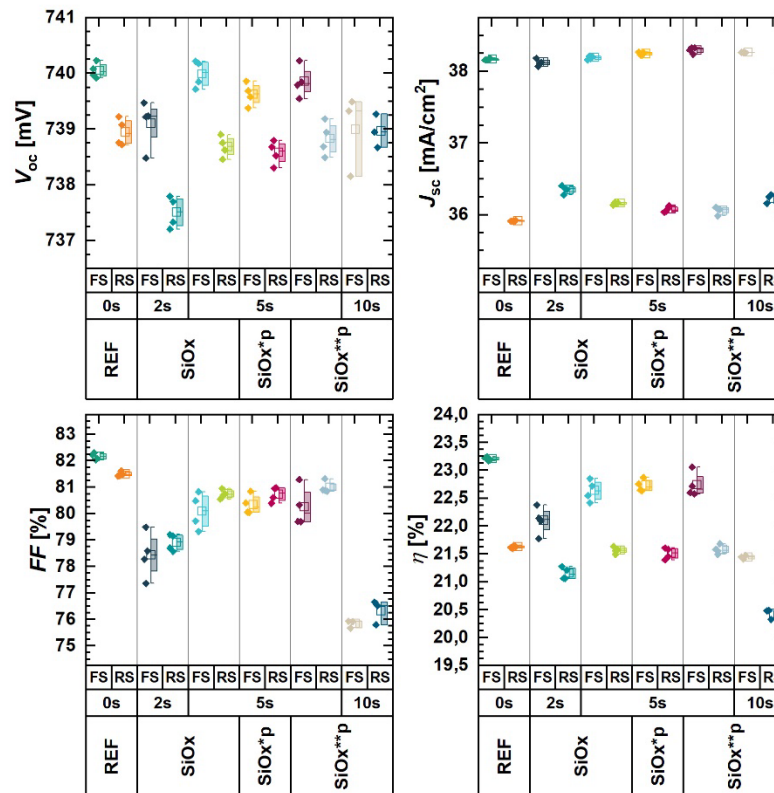 741
740
739
738
737
V oc [mV]
FS RS FS RS FS RS FS RS FS RS FS RS
0s 2s 5s 10s
REF SiOx SiOx*p SiOx**p
38
37
36
J sc [mA/cm²]
FS RS FS RS FS RS FS RS FS RS FS R
0s 2s 5s 10s
REF SiOx SiOx*p SiOx**p
83
82
81
80
79
78
76
75
FF [%]
FS RS FS RS FS RS FS RS FS RS FS RS
0s 2s 5s 10s
REF SiOx SiOx*p SiOx**p
24,0
23,0
22,5
22,0
21,5
21,0
20,5
20,0
19,5
η [%]
FS RS FS RS FS RS FS RS FS RS FS R
0s 2s 5s 10s
REF SiOx SiOx*p SiOx**p